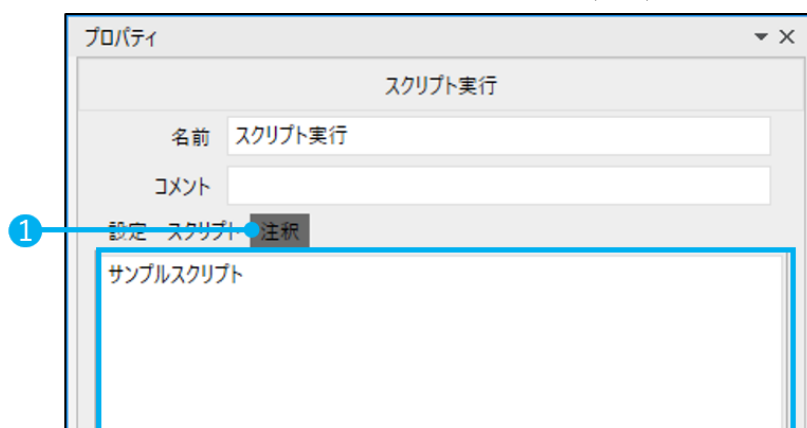 プロパティ
スクリプト実行
名前 スクリプト実行
コメント
1 設定 スクリプト 注釈
サンプルスクリプト